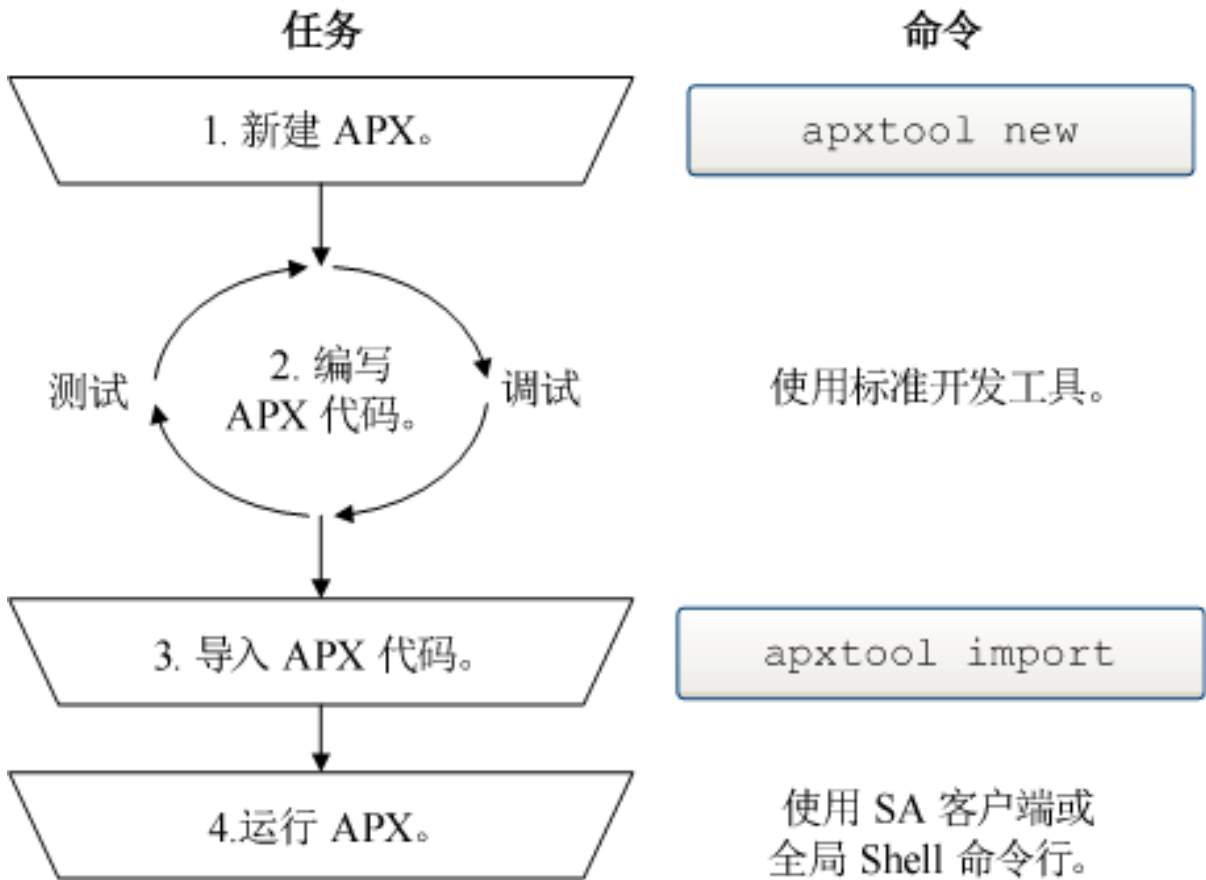 任务
命令
1. 新建 APX。
apxtool new
测试
2. 编写
APX 代码。
调试
使用标准开发工具。
3. 导入 APX 代码。
apxtool import
4.运行 APX。
使用 SA 客户端或
全局 Shell 命令行。